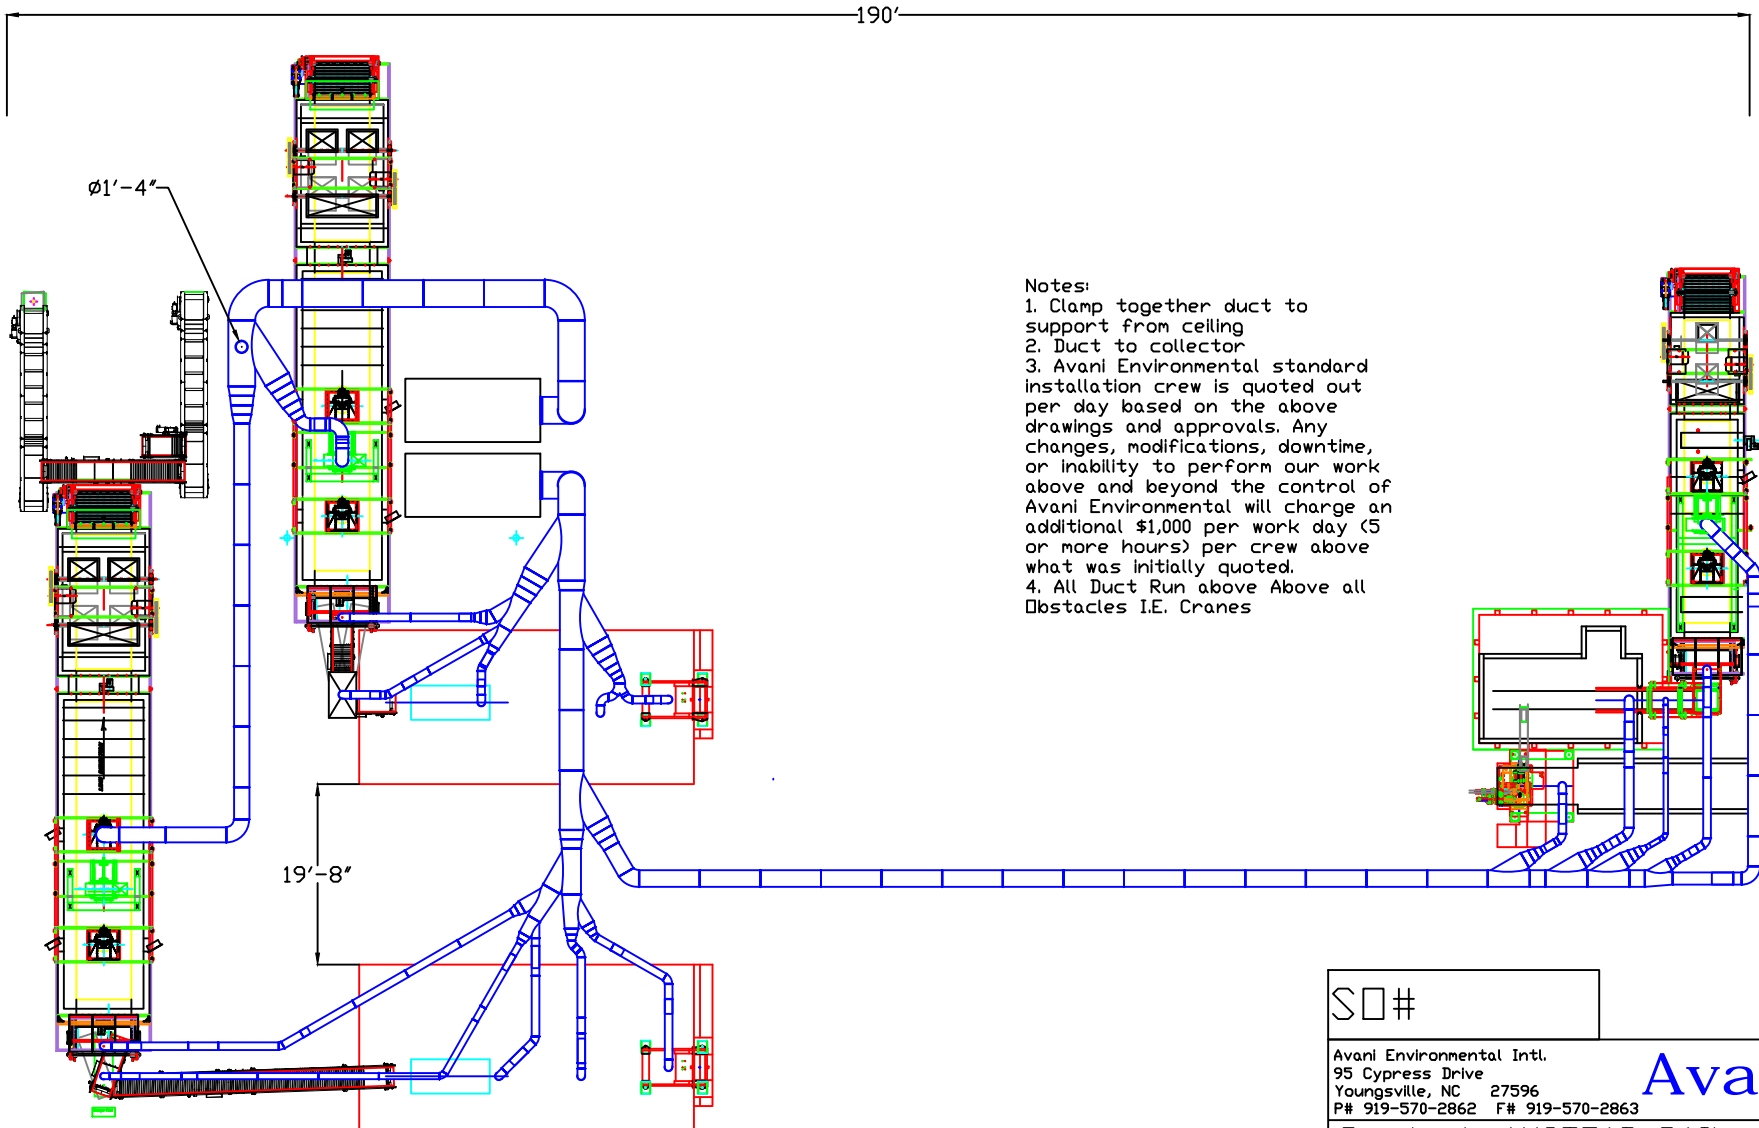 190'
Ø1'-4"
Notes:
1. Clamp together duct to
support from ceiling
2. Duct to collector
3. Avani Environmental standard
installation crew is quoted out
per day based on the above
drawings and approvals. Any
changes, modifications, downtime,
or inability to perform our work
above and beyond the control of
Avani Environmental will charge an
additional $1,000 per work day (5
or more hours) per crew above
what was initially quoted.
4. All Duct Run above Above all
Obstacles I.E. Cranes
19'-8"
SO#
Avani Environmental Intl.
95 Cypress Drive
Youngsville, NC 27596
P# 919-570-2862 F# 919-570-2863
Ava